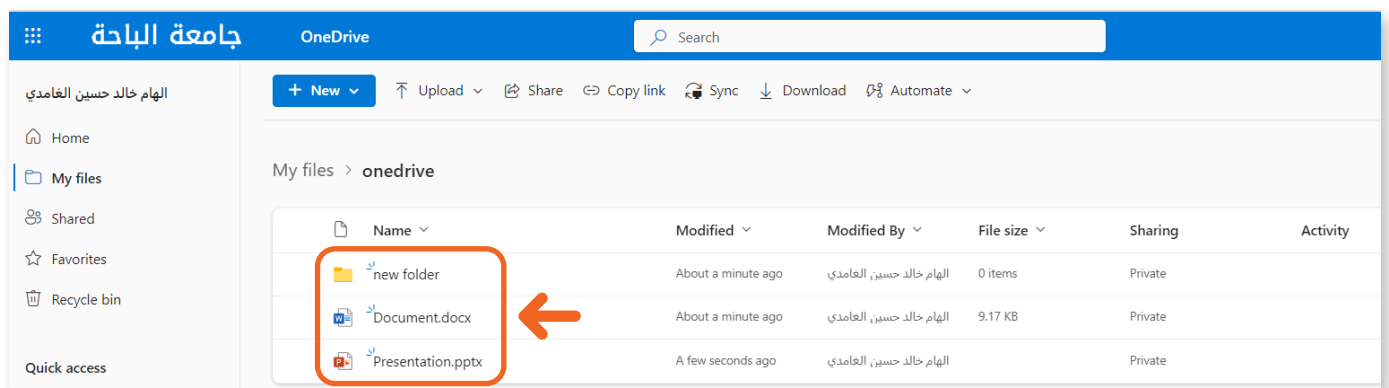 جامعة الباحة
OneDrive
Search
الهام خالد حسين الغامدي
Home
My files
Shared
Favorites
Recycle bin
Quick access
New
Upload
Share
Copy link
Sync
Download
Automate
My files > onedrive
Name Modified Modified By File size Sharing Activity
new folder About a minute ago الهام خالد حسين الغامدي 0 items Private
Document.docx About a minute ago الهام خالد حسين الغامدي 9.17 KB Private
Presentation.pptx A few seconds ago الهام خالد حسين الغامدي Private